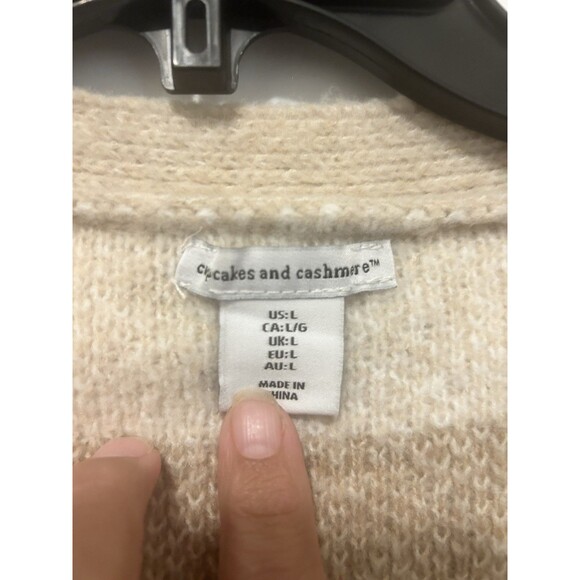 cupcakes and cashmere™
US:L
CA:L/G
UK:L
EU:L
AU:L
MADE IN
CHINA